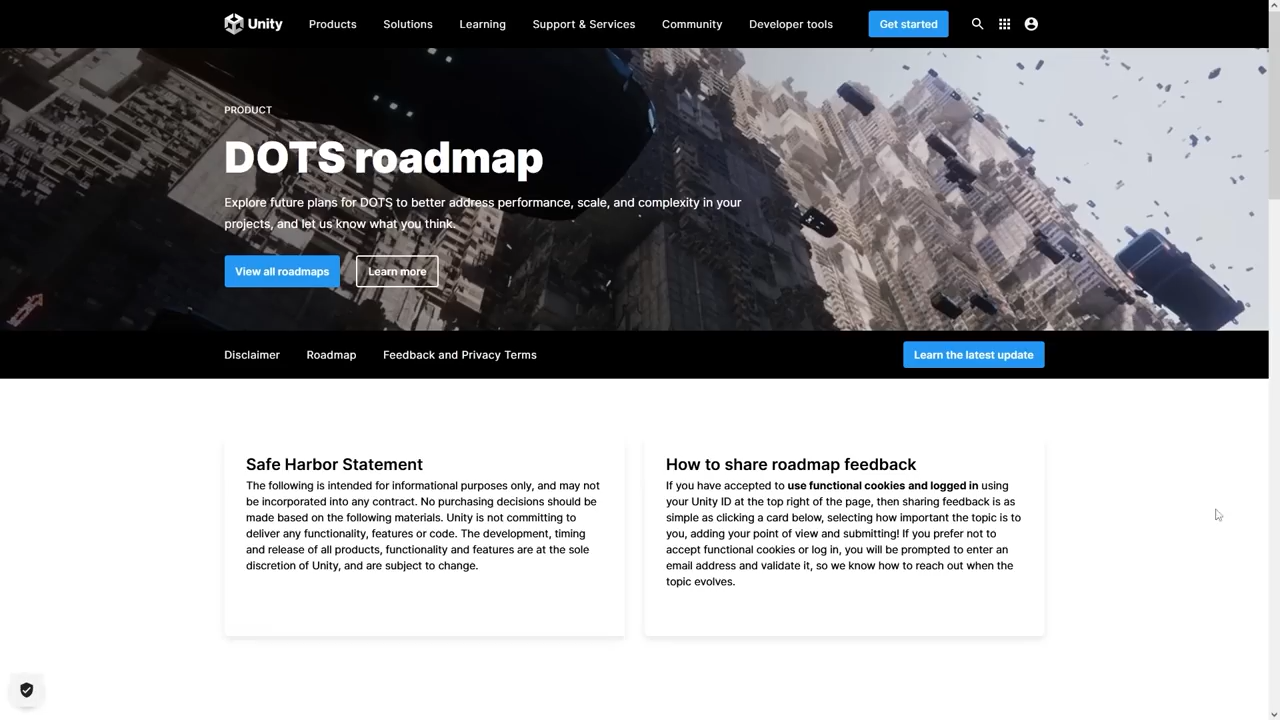 Unity
Products
Solutions
Learning
Support & Services
Community
Developer tools
Get started
PRODUCT
DOTS roadmap
Explore future plans for DOTS to better address performance, scale, and complexity in your
projects, and let us know what you think.
View all roadmaps
Learn more
Disclaimer
Roadmap
Feedback and Privacy Terms
Learn the latest update
Safe Harbor Statement
The following is intended for informational purposes only, and may not
be incorporated into any contract. No purchasing decisions should be
made based on the following materials. Unity is not committing to
deliver any functionality, features or code. The development, timing
and release of all products, functionality and features are at the sole
discretion of Unity, and are subject to change.
How to share roadmap feedback
If you have accepted to use functional cookies and logged in using
your Unity ID at the top right of the page, then sharing feedback is as
simple as clicking a card below, selecting how important the topic is to
you, adding your point of view and submitting! If you prefer not to
accept functional cookies or log in, you will be prompted to enter an
email address and validate it, so we know how to reach out when the
topic evolves.